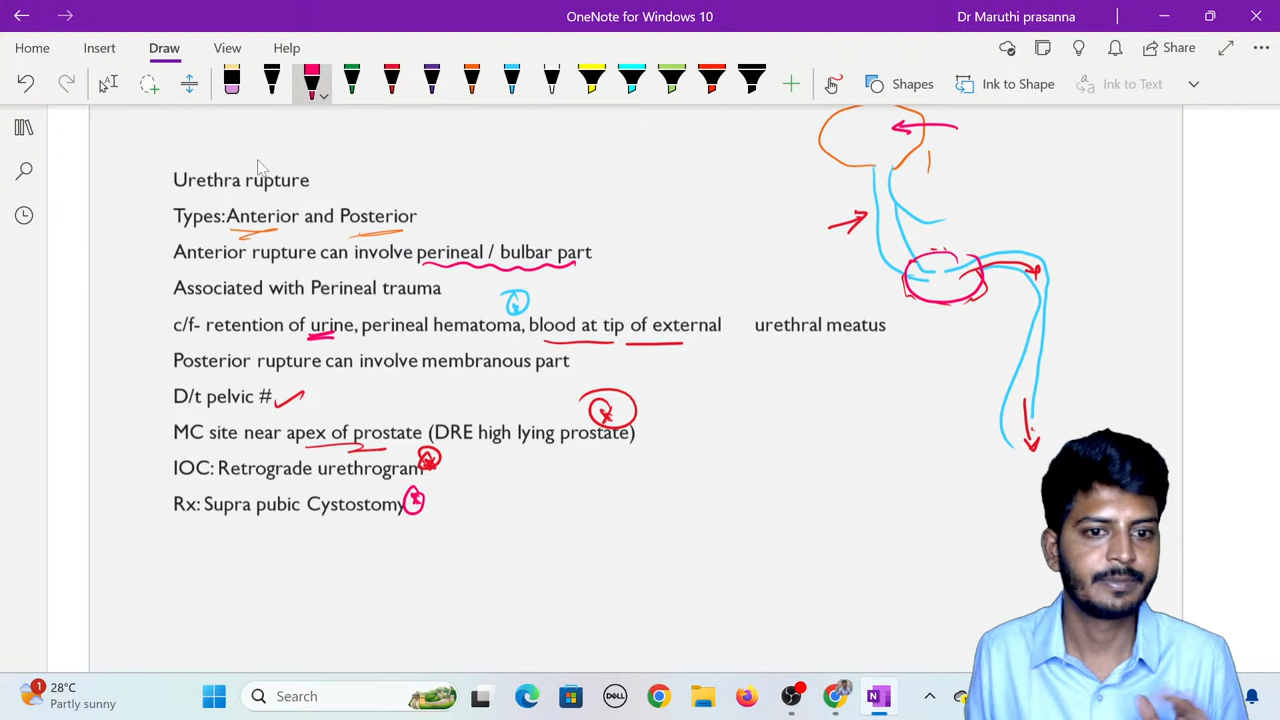 OneNote for Windows 10
Dr Maruthi prasanna
Home Insert Draw View Help
Share
Shapes
Ink to Shape
Ink to Text
Urethra rupture
Types:Anterior and Posterior
Anterior rupture can involve perineal / bulbar part
Associated with Perineal trauma
c/f- retention of urine, perineal hematoma, blood at tip of external urethral meatus
Posterior rupture can involve membranous part
D/t pelvic #
MC site near apex of prostate (DRE high lying prostate)
IOC: Retrograde urethrogram
Rx: Supra pubic Cystostomy
1
28°C
Partly sunny
Search
DELL